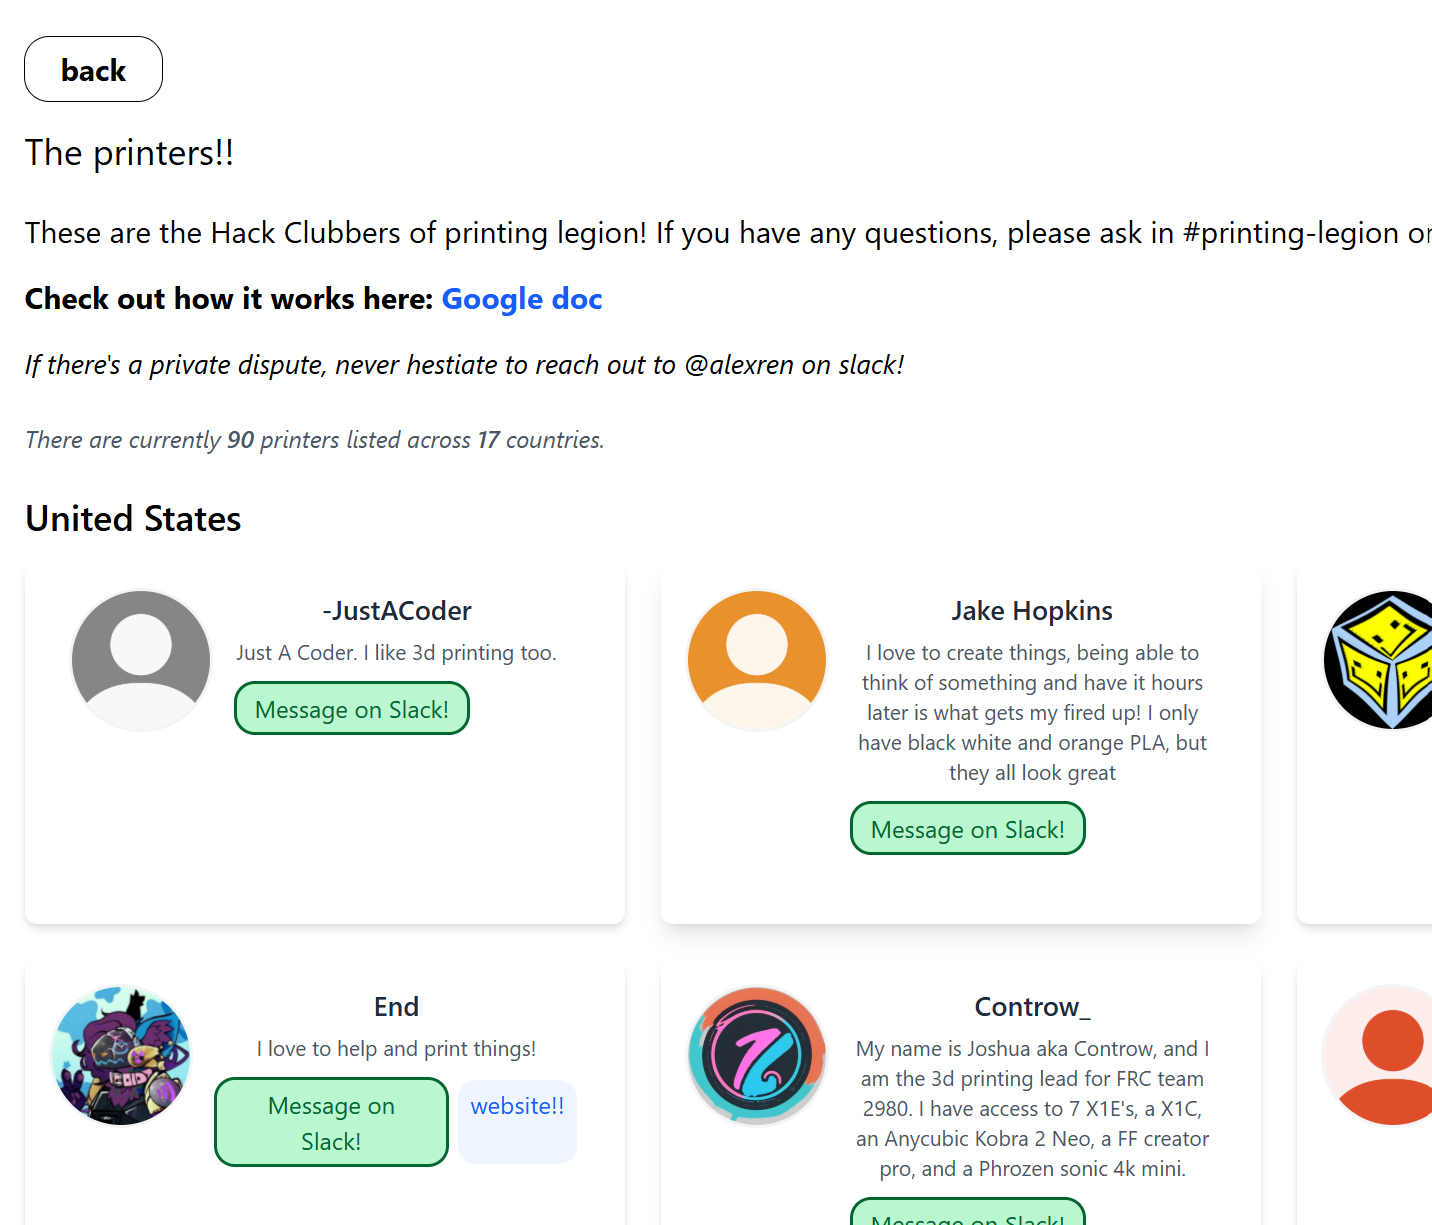 back
The printers!!
These are the Hack Clubbers of printing legion! If you have any questions, please ask in #printing-legion or
Check out how it works here: Google doc
If there's a private dispute, never hestiate to reach out to @alexren on slack!
There are currently 90 printers listed across 17 countries.
United States
-JustACoder
Just A Coder. I like 3d printing too.
Message on Slack!
Jake Hopkins
I love to create things, being able to
think of something and have it hours
later is what gets my fired up! I only
have black white and orange PLA, but
they all look great
Message on Slack!
End
I love to help and print things!
Message on
Slack!
website!!
Controw_
My name is Joshua aka Controw, and I
am the 3d printing lead for FRC team
2980. I have access to 7 X1E's, a X1C,
an Anycubic Kobra 2 Neo, a FF creator
pro, and a Phrozen sonic 4k mini.
Message on Slack!